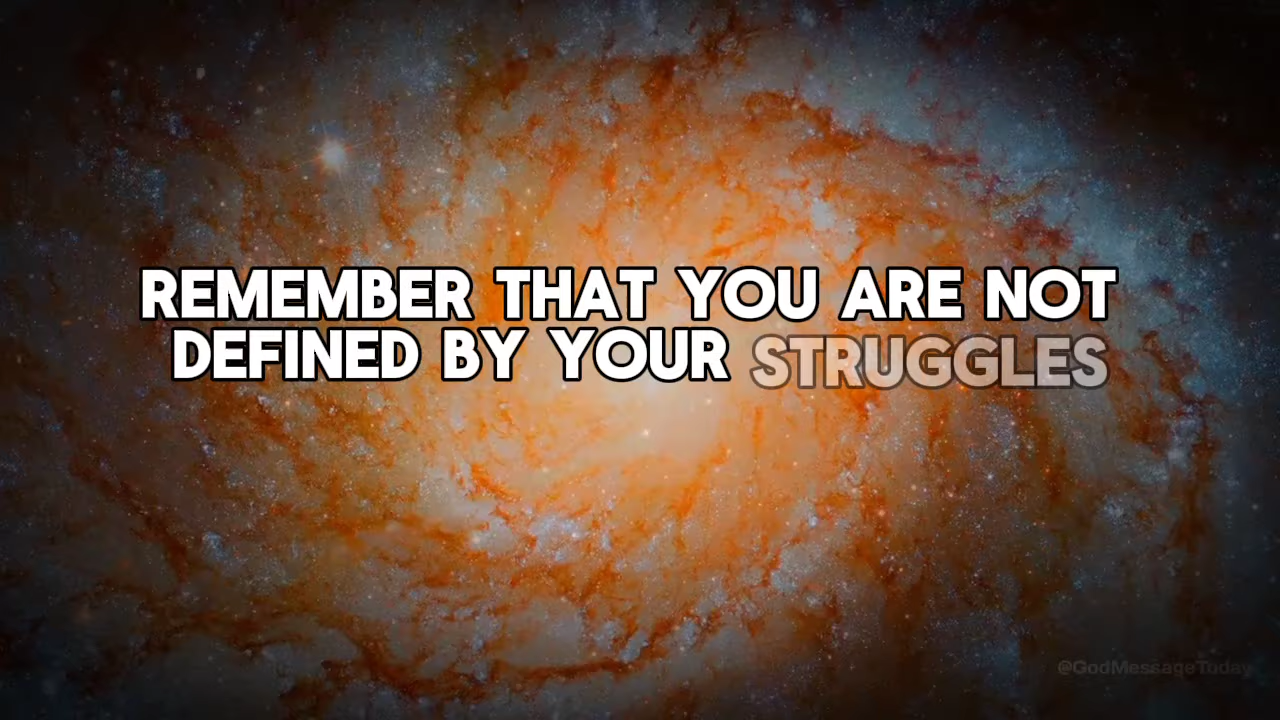 REMEMBER THAT YOU ARE NOT
DEFINED BY YOUR STRUGGLES
@GodMessageToday